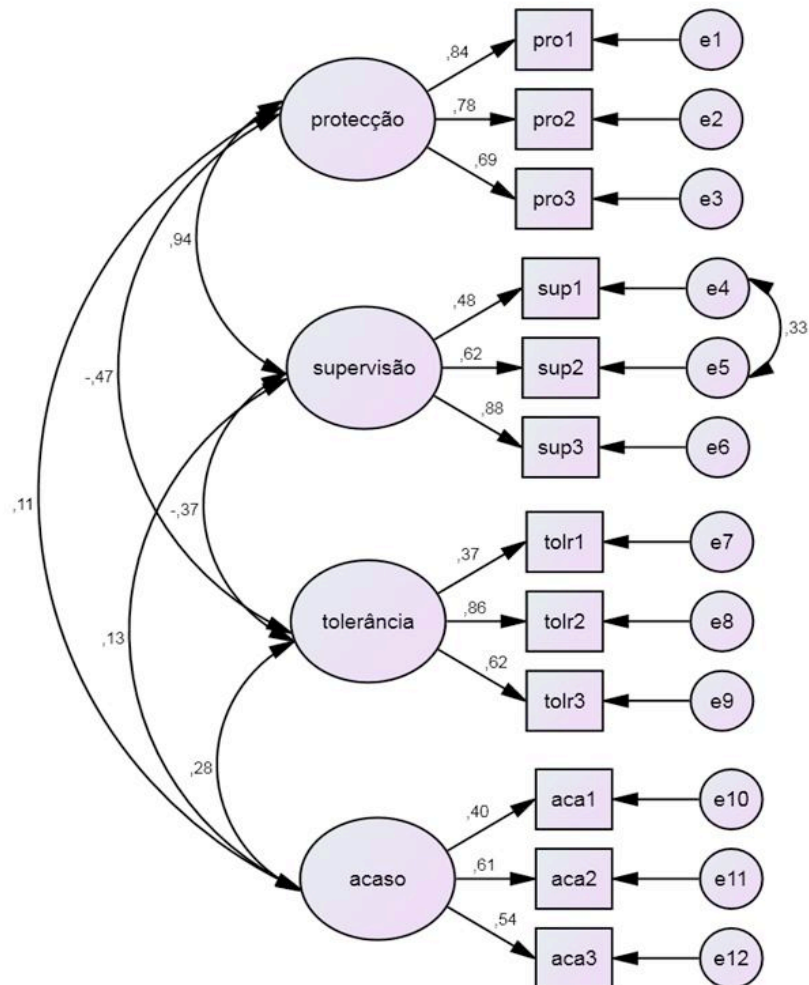 pro1
e1
,84
protecção
,78
pro2
e2
,69
pro3
e3
,94
sup1
e4
,48
,33
supervisão
,62
sup2
e5
-,47
,88
sup3
e6
,11
-,37
tolr1
e7
,37
tolerância
,86
tolr2
e8
,13
,62
tolr3
e9
,28
aca1
e10
,40
acaso
,61
aca2
e11
,54
aca3
e12